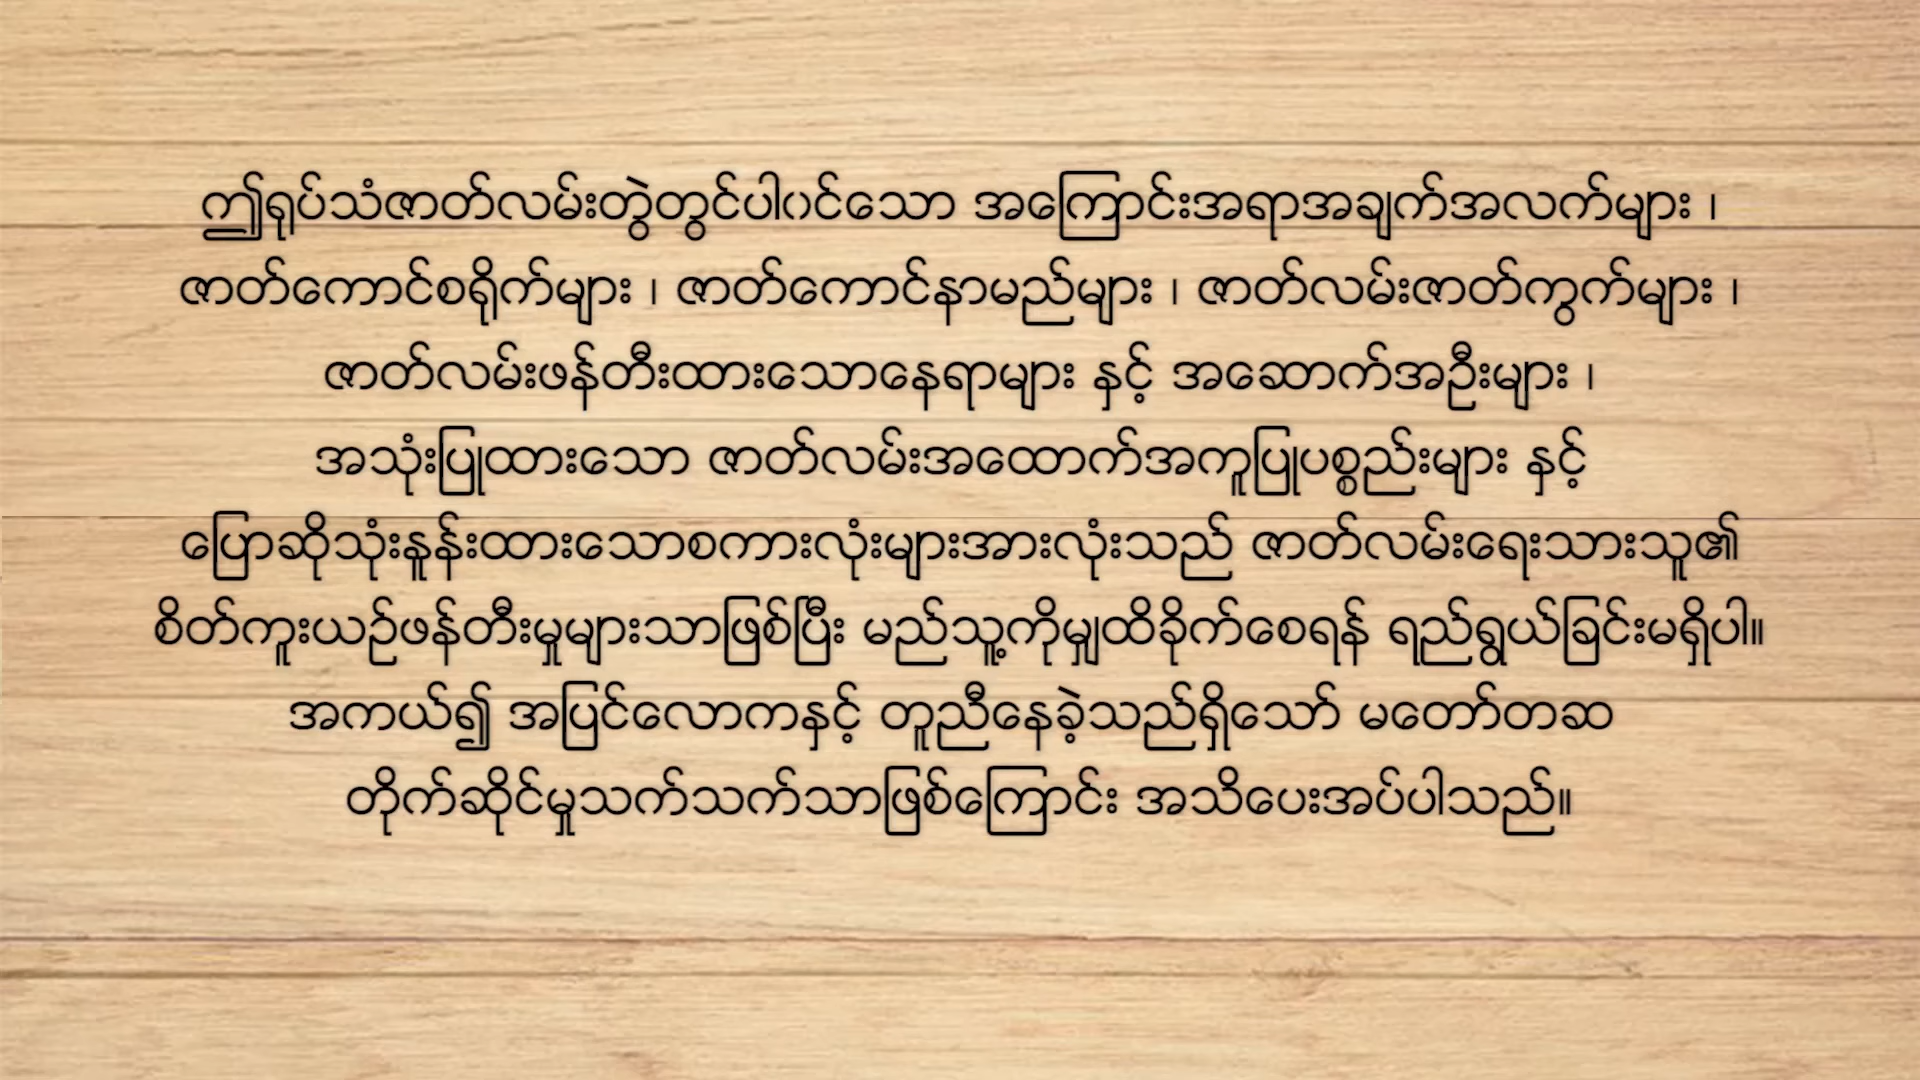 ဤရုပ်သံဇာတ်လမ်းတွဲတွင်ပါဝင်သော အကြောင်းအရာအချက်အလက်များ ၊
ဇာတ်ကောင်စရိုက်များ ၊ ဇာတ်ကောင်နာမည်များ ၊ ဇာတ်လမ်းဇာတ်ကွက်များ ၊
ဇာတ်လမ်းဖန်တီးထားသောနေရာများ နှင့် အဆောက်အဦးများ ၊
အသုံးပြုထားသော ဇာတ်လမ်းအထောက်အကူပြုပစ္စည်းများ နှင့်
ပြောဆိုသုံးနူန်းထားသောစကားလုံးများအားလုံးသည် ဇာတ်လမ်းရေးသားသူ၏
စိတ်ကူးယဉ်ဖန်တီးမှုများသာဖြစ်ပြီး မည်သူ့ကိုမျှထိခိုက်စေရန် ရည်ရွယ်ခြင်းမရှိပါ။
အကယ်၍ အပြင်လောကနှင့် တူညီနေခဲ့သည်ရှိသော် မတော်တဆ
တိုက်ဆိုင်မှုသက်သက်သာဖြစ်ကြောင်း အသိပေးအပ်ပါသည်။